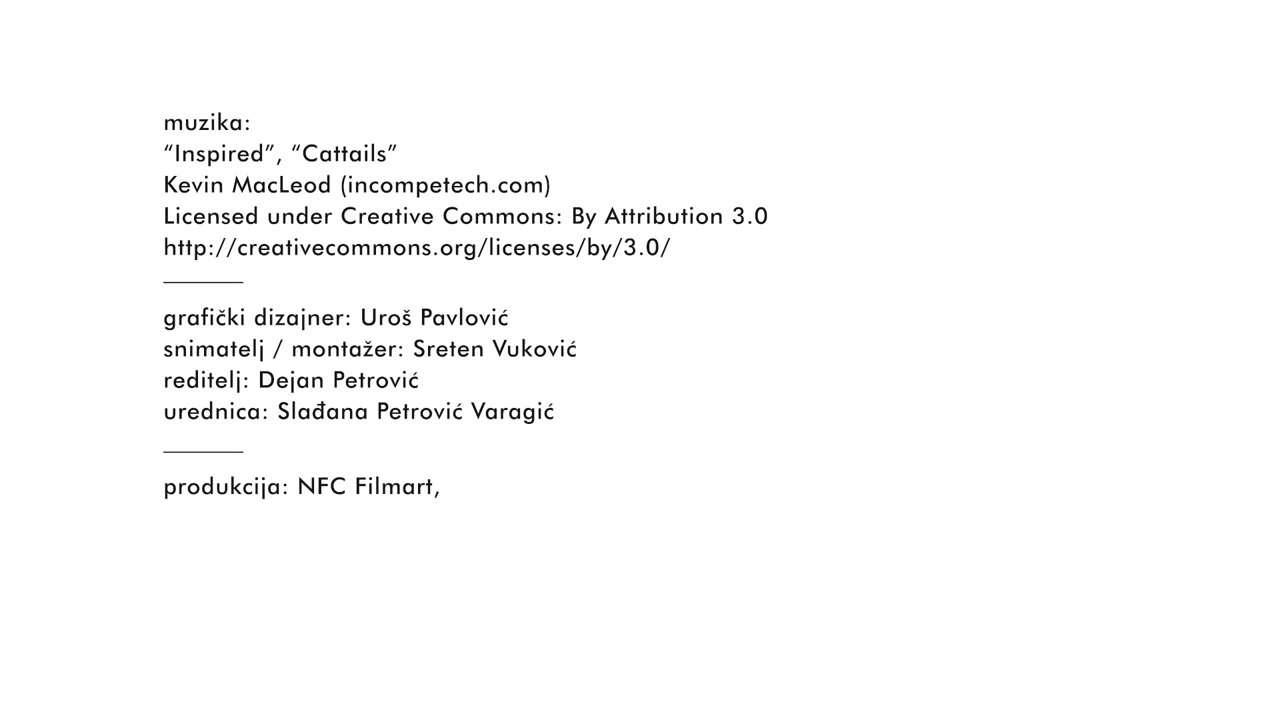 muzika:
“Inspired”, “Cattails”
Kevin MacLeod (incompetech.com)
Licensed under Creative Commons: By Attribution 3.0
http://creativecommons.org/licenses/by/3.0/
grafički dizajner: Uroš Pavlović
snimatelj / montažer: Sreten Vuković
reditelj: Dejan Petrović
urednica: Slađana Petrović Varagić
produkcija: NFC Filmart,